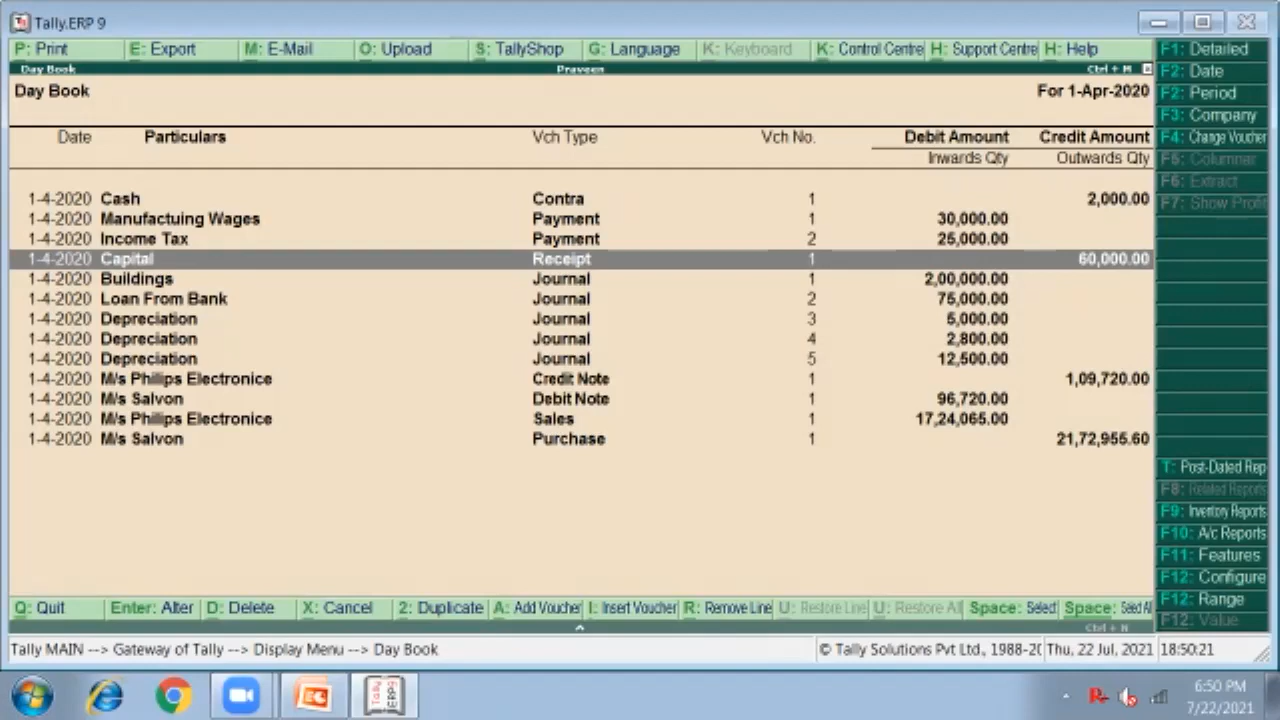 Tally.ERP 9
P: Print E: Export M: E-Mail O: Upload S: TallyShop G: Language K: Keyboard K: Control Centre H: Support Centre H: Help
Day Book Praveen Ctrl + M
Day Book For 1-Apr-2020
Date Particulars Vch Type Vch No. Debit Amount Credit Amount
Inwards Qty Outwards Qty
1-4-2020 Cash Contra 1 2,000.00
1-4-2020 Manufactuing Wages Payment 1 30,000.00
1-4-2020 Income Tax Payment 2 25,000.00
1-4-2020 Capital Receipt 1 60,000.00
1-4-2020 Buildings Journal 1 2,00,000.00
1-4-2020 Loan From Bank Journal 2 75,000.00
1-4-2020 Depreciation Journal 3 5,000.00
1-4-2020 Depreciation Journal 4 2,800.00
1-4-2020 Depreciation Journal 5 12,500.00
1-4-2020 M/s Phillips Electronice Credit Note 1 1,09,720.00
1-4-2020 M/s Salvon Debit Note 1 96,720.00
1-4-2020 M/s Phillips Electronice Sales 1 17,24,065.00
1-4-2020 M/s Salvon Purchase 1 21,72,955.60
F1: Detailed
F2: Date
F2: Period
F3: Company
F4: Change Voucher
F5: Columnar
F6: Extract
F7: Show Profit
T: Post-Dated Rep
F8: Related Reports
F9: Inventory Reports
F10: A/c Reports
F11: Features
F12: Configure
F12: Range
F12: Value
Q: Quit Enter: Alter D: Delete X: Cancel 2: Duplicate A: Add Voucher I: Insert Voucher R: Remove Line U: Restore Line U: Restore All Space: Select Space: Select All
Ctrl + N
Tally MAIN --> Gateway of Tally --> Display Menu --> Day Book © Tally Solutions Pvt Ltd., 1988-20 Thu, 22 Jul, 2021 18:50:21
Tally ERP9
6:50 PM
7/22/2021